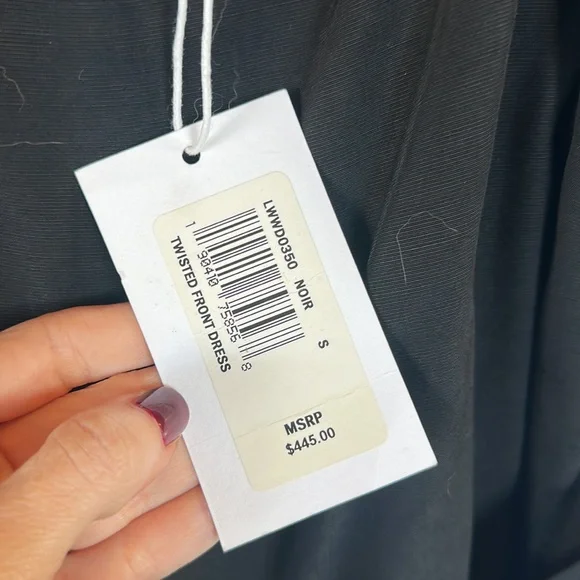 LWWD0350 NOIR S
1 90410 75856 8
TWISTED FRONT DRESS
MSRP
$445.00